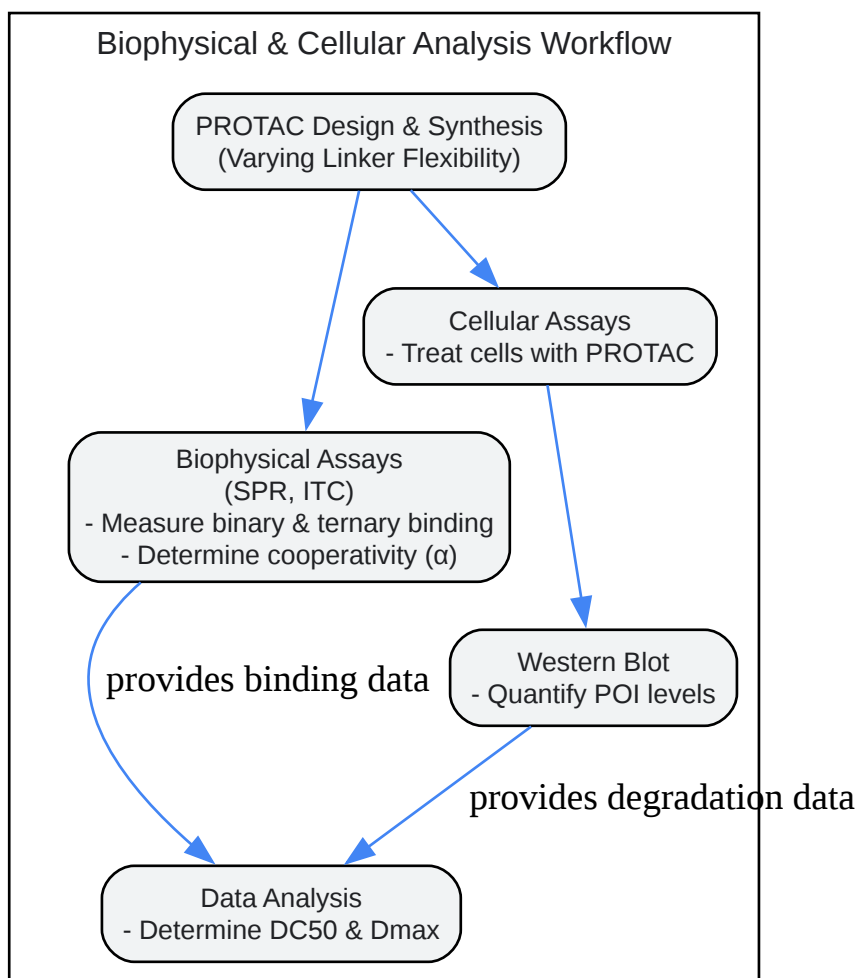 Biophysical & Cellular Analysis Workflow
PROTAC Design & Synthesis
(Varying Linker Flexibility)
Cellular Assays
- Treat cells with PROTAC
Biophysical Assays
(SPR, ITC)
- Measure binary & ternary binding
- Determine cooperativity (α)
provides binding data
Western Blot
- Quantify POI levels
provides degradation data
Data Analysis
- Determine DC50 & Dmax